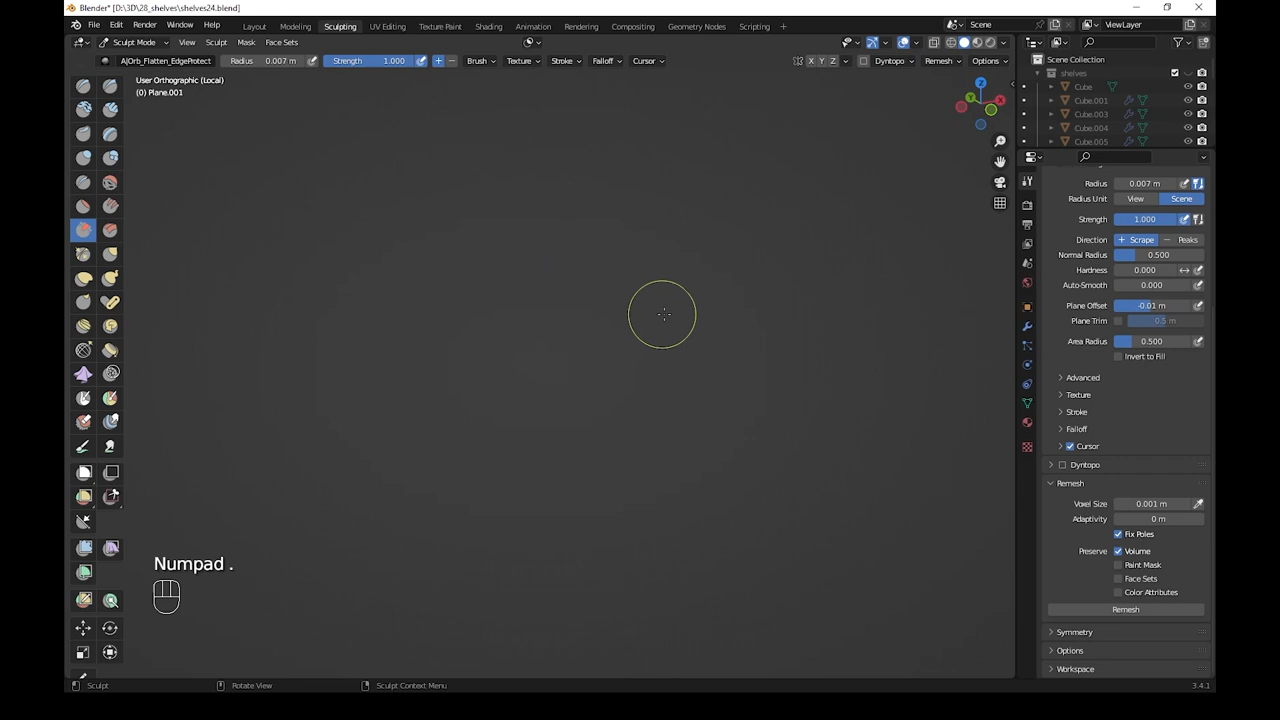 Blender* [D:\3D\28_shelves\shelves24.blend]
File Edit Render Window Help Layout Modeling Sculpting UV Editing Texture Paint Shading Animation Rendering Compositing Geometry Nodes Scripting + Scene ViewLayer
Sculpt Mode View Sculpt Mask Face Sets
A|Orb_Flatten_EdgeProtect Radius 0.007 m Strength 1.000 + − Brush Texture Stroke Falloff Cursor X Y Z Dyntopo Remesh Options
User Orthographic (Local)
(0) Plane.001
Z
Y
X
Scene Collection
shelves
Cube
Cube.001
Cube.003
Cube.004
Cube.005
Radius 0.007 m
Radius Unit View Scene
Strength 1.000
Direction + Scrape − Peaks
Normal Radius 0.500
Hardness 0.000
Auto-Smooth 0.000
Plane Offset -0.01 m
Plane Trim 0.5 m
Area Radius 0.500
Invert to Fill
Advanced
Texture
Stroke
Falloff
Cursor
Dyntopo
Remesh
Voxel Size 0.001 m
Adaptivity 0 m
Fix Poles
Preserve Volume
Paint Mask
Face Sets
Color Attributes
Remesh
Symmetry
Options
Workspace
Numpad .
Sculpt Rotate View Sculpt Context Menu 3.4.1